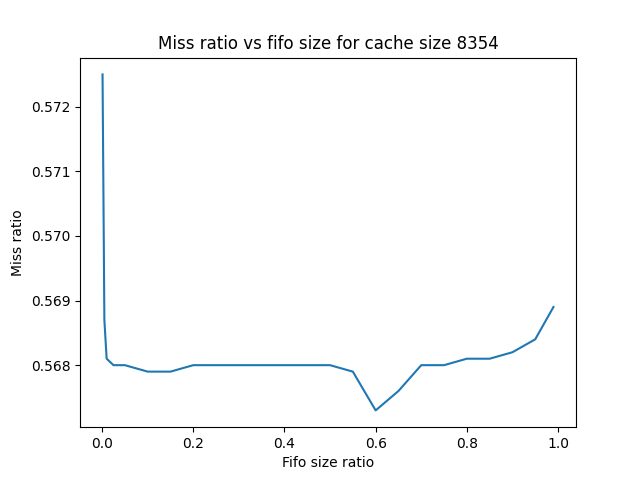 Miss ratio vs fifo size for cache size 8354
0.572
0.571
0.570
0.569
0.568
Miss ratio
0.0 0.2 0.4 0.6 0.8 1.0
Fifo size ratio